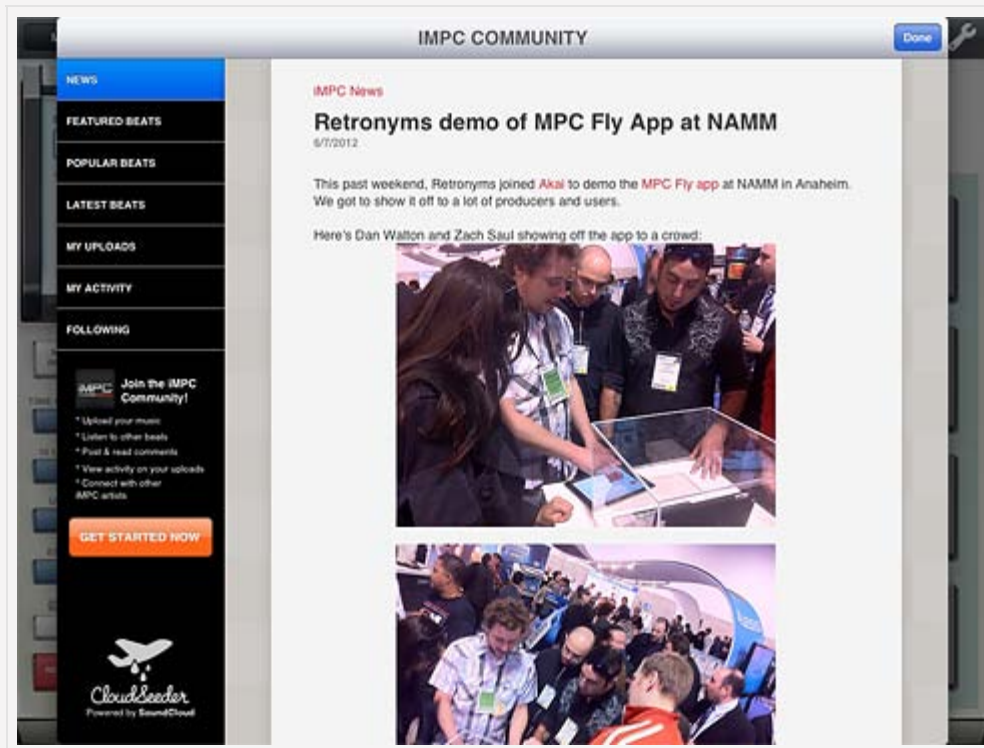 IMPC COMMUNITY
Done
NEWS
FEATURED BEATS
POPULAR BEATS
LATEST BEATS
MY UPLOADS
MY ACTIVITY
FOLLOWING
iMPC
Join the iMPC
Community!
* Upload your music
* Listen to other beats
* Post & read comments
* View activity on your uploads
* Connect with other
iMPC artists
GET STARTED NOW
CloudSeeder
Powered by SoundCloud
iMPC News
Retronyms demo of MPC Fly App at NAMM
6/7/2012
This past weekend, Retronyms joined Akai to demo the MPC Fly app at NAMM in Anaheim.
We got to show it off to a lot of producers and users.
Here's Dan Walton and Zach Saul showing off the app to a crowd: